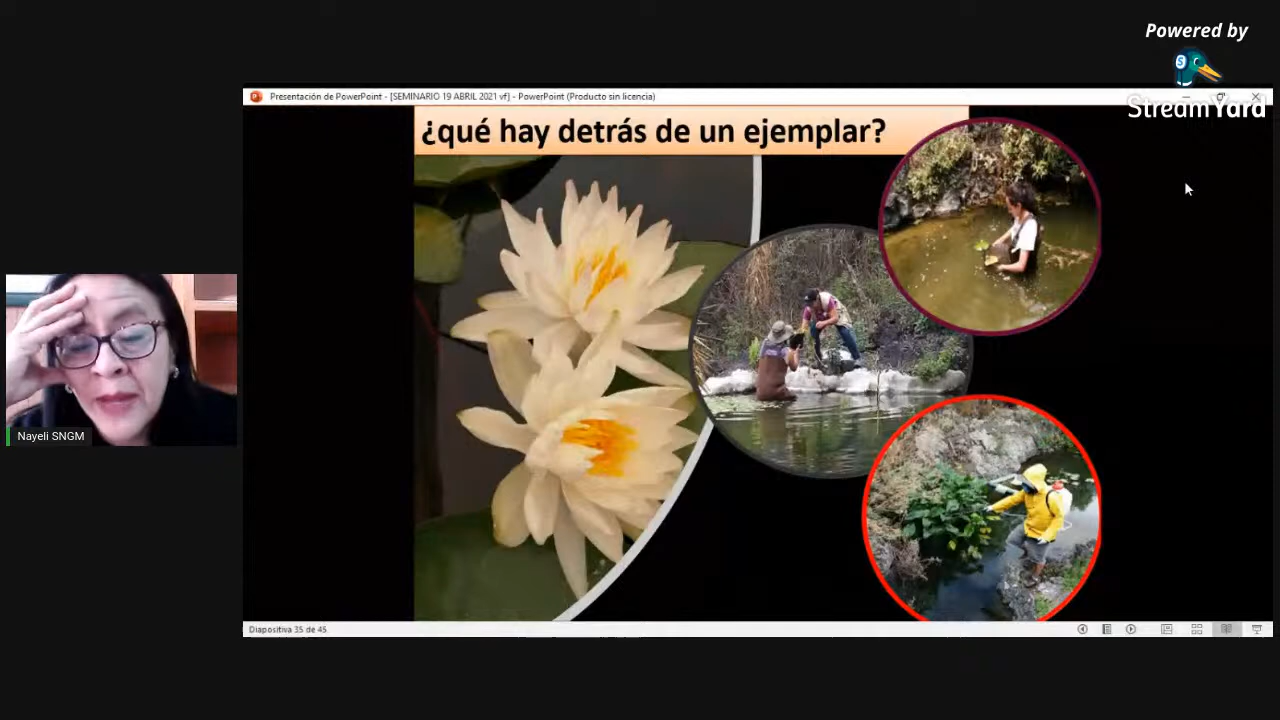 Powered by
StreamYard
Presentación de PowerPoint - [SEMINARIO 19 ABRIL 2021 vf] - PowerPoint (Producto sin licencia)
¿qué hay detrás de un ejemplar?
Nayeli SNGM
Diapositiva 35 de 45